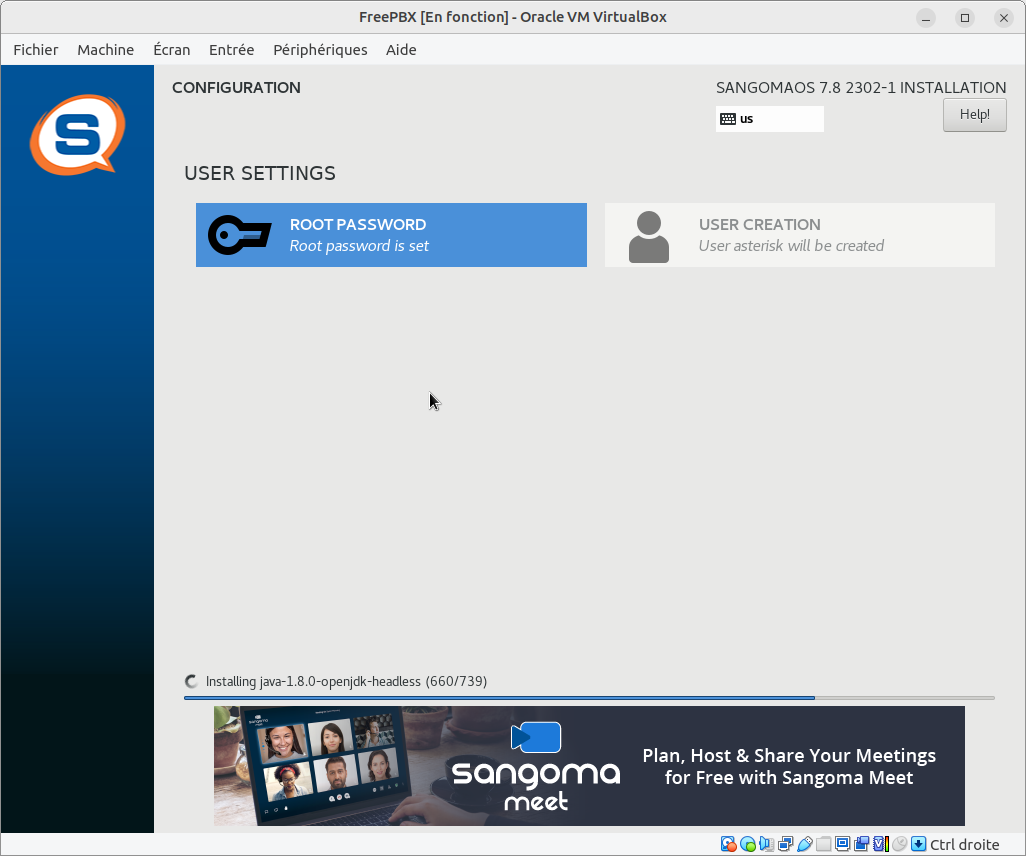 FreePBX [En fonction] - Oracle VM VirtualBox
Fichier Machine Écran Entrée Périphériques Aide
CONFIGURATION
SANGOMAOS 7.8 2302-1 INSTALLATION
us
Help!
USER SETTINGS
ROOT PASSWORD
Root password is set
USER CREATION
User asterisk will be created
Installing java-1.8.0-openjdk-headless (660/739)
sangoma
meet
Plan, Host & Share Your Meetings
for Free with Sangoma Meet
Ctrl droite